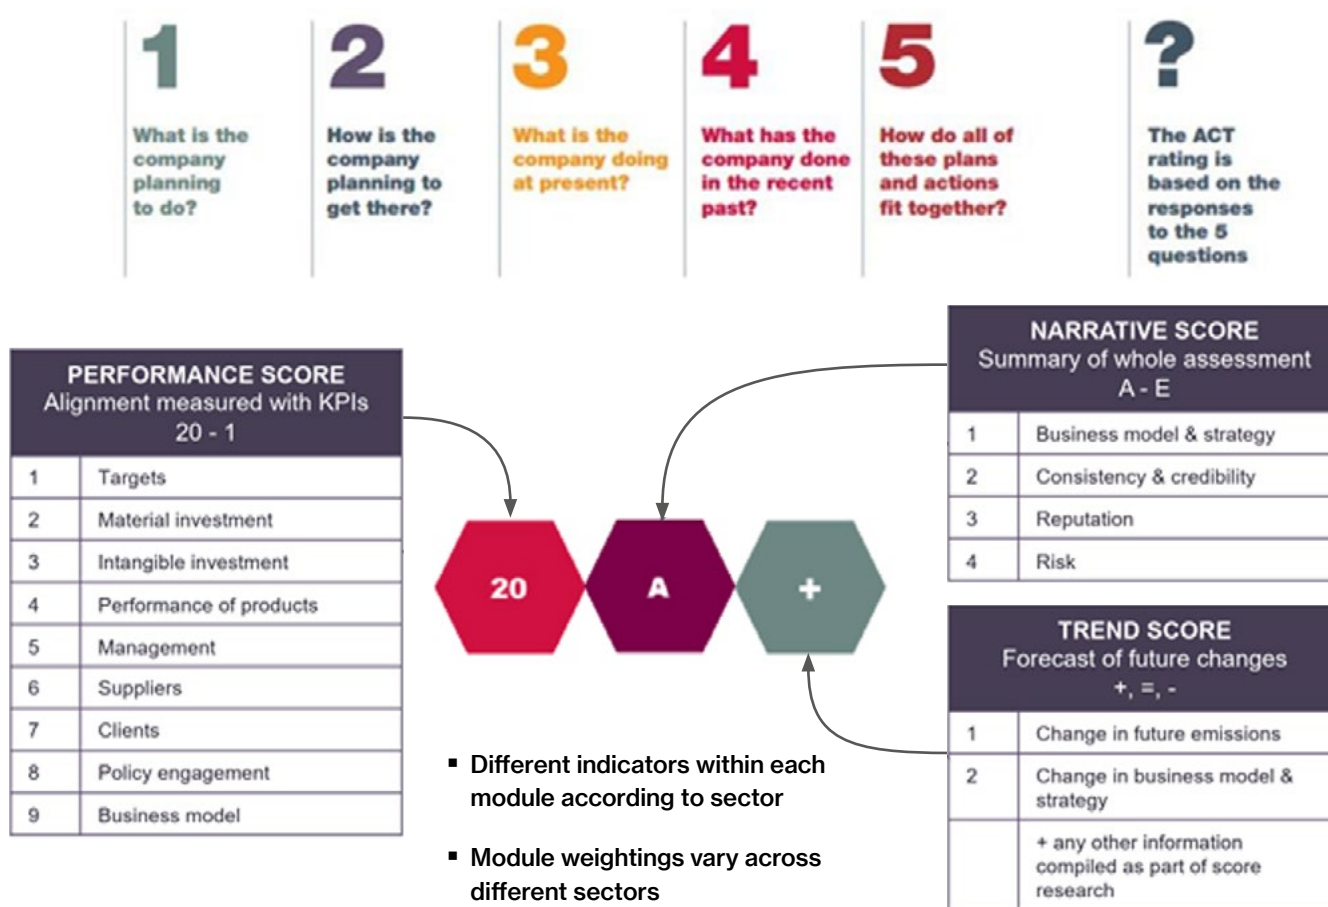 1
What is the
company
planning
to do?
2
How is the
company
planning to
get there?
3
What is the
company doing
at present?
4
What has the
company done
in the recent
past?
5
How do all of
these plans
and actions
fit together?
?
The ACT
rating is
based on the
responses
to the 5
questions
PERFORMANCE SCORE
Alignment measured with KPIs
20 - 1
1 Targets
2 Material investment
3 Intangible investment
4 Performance of products
5 Management
6 Suppliers
7 Clients
8 Policy engagement
9 Business model
20
A
+
NARRATIVE SCORE
Summary of whole assessment
A - E
1 Business model & strategy
2 Consistency & credibility
3 Reputation
4 Risk
TREND SCORE
Forecast of future changes
+, =, -
1 Change in future emissions
2 Change in business model &
strategy
+ any other information
compiled as part of score
research
▪ Different indicators within each
module according to sector
▪ Module weightings vary across
different sectors